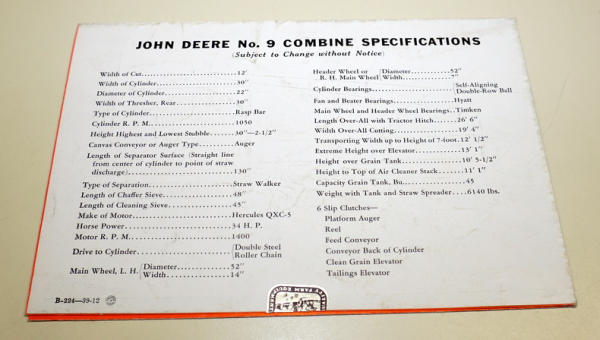 JOHN DEERE No. 9 COMBINE SPECIFICATIONS
(Subject to Change without Notice)
Width of Cut..........................12'
Width of Cylinder.....................30"
Diameter of Cylinder..................22"
Width of Thresher, Rear...............30"
Type of Cylinder......................Rasp Bar
Cylinder R. P. M......................1050
Height Highest and Lowest Stubble.....30"—2-1/2"
Canvas Conveyor or Auger Type.........Auger
Length of Separator Surface (Straight line
from center of cylinder to point of straw
discharge)............................130"
Type of Separation....................Straw Walker
Length of Chaffer Sieve...............48"
Length of Cleaning Sieve..............45"
Make of Motor.........................Hercules QXC-5
Horse Power...........................34 H. P.
Motor R. P. M.........................1400
Drive to Cylinder.....................{Double Steel
Roller Chain
Main Wheel, L. H. {Diameter...........52"
Width.................14"
B-224—39-12
Header Wheel or {Diameter...........52"
R. H. Main Wheel {Width..............7"
Cylinder Bearings.....................{Self-Aligning
Double-Row Ball
Fan and Beater Bearings...............Hyatt
Main Wheel and Header Wheel Bearings..Timken
Length Over-All with Tractor Hitch....26' 6"
Width Over-All Cutting................19' 4"
Transporting Width up to Height of 7-foot.12' 1/2"
Extreme Height over Elevator..........13' 1"
Height over Grain Tank................10' 5-1/2"
Height to Top of Air Cleaner Stack....11' 1"
Capacity Grain Tank, Bu...............45
Weight with Tank and Straw Spreader....6140 lbs.
6 Slip Clutches—
Platform Auger
Reel
Feed Conveyor
Conveyor Back of Cylinder
Clean Grain Elevator
Tailings Elevator